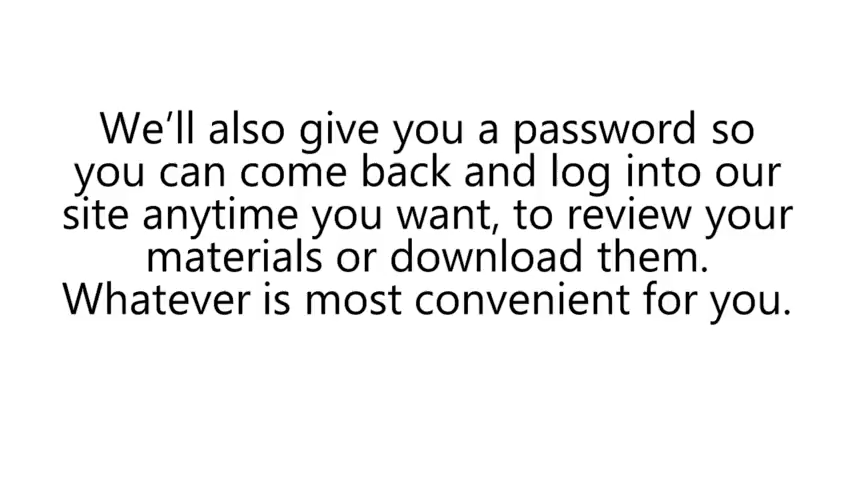 We’ll also give you a password so
you can come back and log into our
site anytime you want, to review your
materials or download them.
Whatever is most convenient for you.